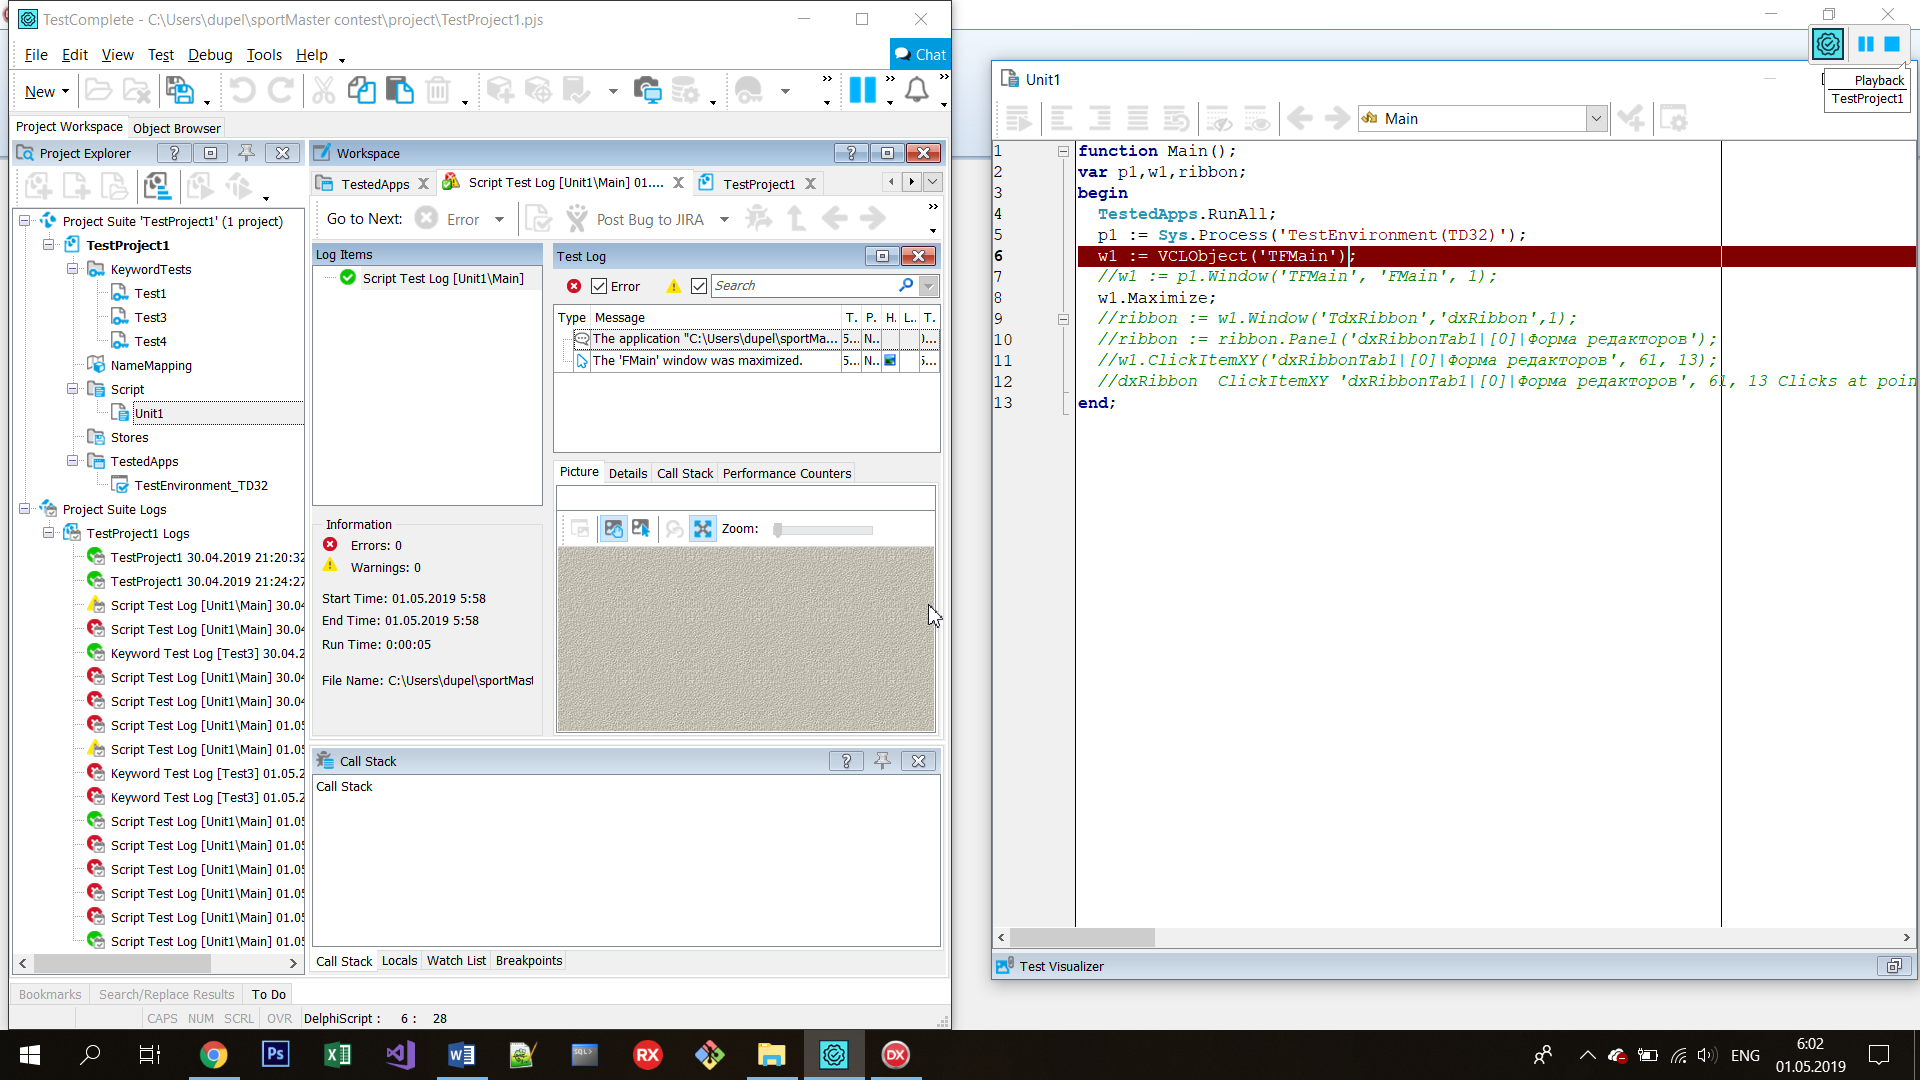 TestComplete - C:\Users\dupel\sportMaster contest\project\TestProject1.pjs
File Edit View Test Debug Tools Help
Chat
New
Project Workspace Object Browser
Project Explorer
Project Suite 'TestProject1' (1 project)
TestProject1
KeywordTests
Test1
Test3
Test4
NameMapping
Script
Unit1
Stores
TestedApps
TestEnvironment_TD32
Project Suite Logs
TestProject1 Logs
TestProject1 30.04.2019 21:20:32
TestProject1 30.04.2019 21:24:27
Script Test Log [Unit1\Main] 30.04
Script Test Log [Unit1\Main] 30.04
Keyword Test Log [Test3] 30.04.2
Script Test Log [Unit1\Main] 30.04
Script Test Log [Unit1\Main] 30.04
Script Test Log [Unit1\Main] 01.05
Script Test Log [Unit1\Main] 01.05
Keyword Test Log [Test3] 01.05.2
Keyword Test Log [Test3] 01.05.2
Script Test Log [Unit1\Main] 01.05
Script Test Log [Unit1\Main] 01.05
Script Test Log [Unit1\Main] 01.05
Script Test Log [Unit1\Main] 01.05
Script Test Log [Unit1\Main] 01.05
Script Test Log [Unit1\Main] 01.05
Workspace
TestedApps Script Test Log [Unit1\Main] 01.... TestProject1
Go to Next: Error Post Bug to JIRA
Log Items
Script Test Log [Unit1\Main]
Information
Errors: 0
Warnings: 0
Start Time: 01.05.2019 5:58
End Time: 01.05.2019 5:58
Run Time: 0:00:05
File Name: C:\Users\dupel\sportMast
Test Log
Error Search
Type Message T. P. H. L.. T.
The application "C:\Users\dupel\sportMa... 5... N..
The 'FMain' window was maximized. 5... N..
Picture Details Call Stack Performance Counters
Zoom:
Call Stack
Call Stack
Call Stack Locals Watch List Breakpoints
Bookmarks Search/Replace Results To Do
CAPS NUM SCRL OVR DelphiScript : 6 : 28
Playback
TestProject1
Unit1
Main
1 function Main();
2 var p1,w1,ribbon;
3 begin
4 TestedApps.RunAll;
5 p1 := Sys.Process('TestEnvironment(TD32)');
6 w1 := VCLObject('TFMain');
7 //w1 := p1.Window('TFMain', 'FMain', 1);
8 w1.Maximize;
9 //ribbon := w1.Window('TdxRibbon','dxRibbon',1);
10 //ribbon := ribbon.Panel('dxRibbonTab1|[0]|Форма редакторов');
11 //w1.ClickItemXY('dxRibbonTab1|[0]|Форма редакторов', 61, 13);
12 //dxRibbon ClickItemXY 'dxRibbonTab1|[0]|Форма редакторов', 61, 13 Clicks at poin
13 end;
Test Visualizer
Ps
SQL>
RX
DX
ENG
6:02
01.05.2019